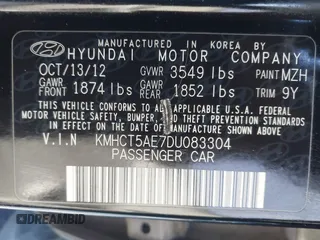 MANUFACTURED IN KOREA BY
HYUNDAI MOTOR COMPANY
OCT/13/12 GVWR 3549 lbs PAINT MZH
GAWR FRONT 1874 lbs GAWR REAR 1852 lbs TRIM 9Y
THIS VEHICLE CONFORMS TO ALL APPLICABLE FEDERAL
MOTOR VEHICLE SAFETY, BUMPER, AND THEFT PREVENTION
STANDARDS IN EFFECT ON THE DATE OF MANUFACTURE
SHOWN ABOVE.
V.I.N KMHCT5AE7DU083304
PASSENGER CAR
DREAMBID